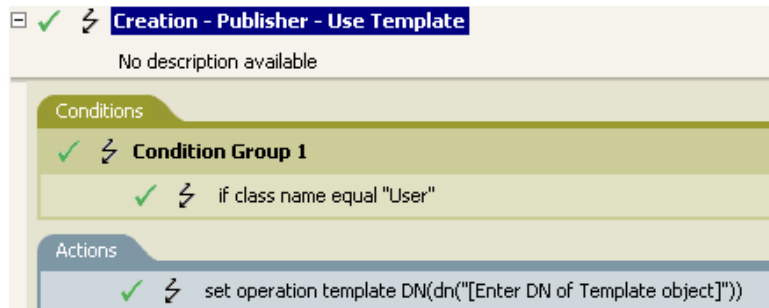 Creation - Publisher - Use Template
No description available
Conditions
Condition Group 1
if class name equal "User"
Actions
set operation template DN(dn("[Enter DN of Template object]"))